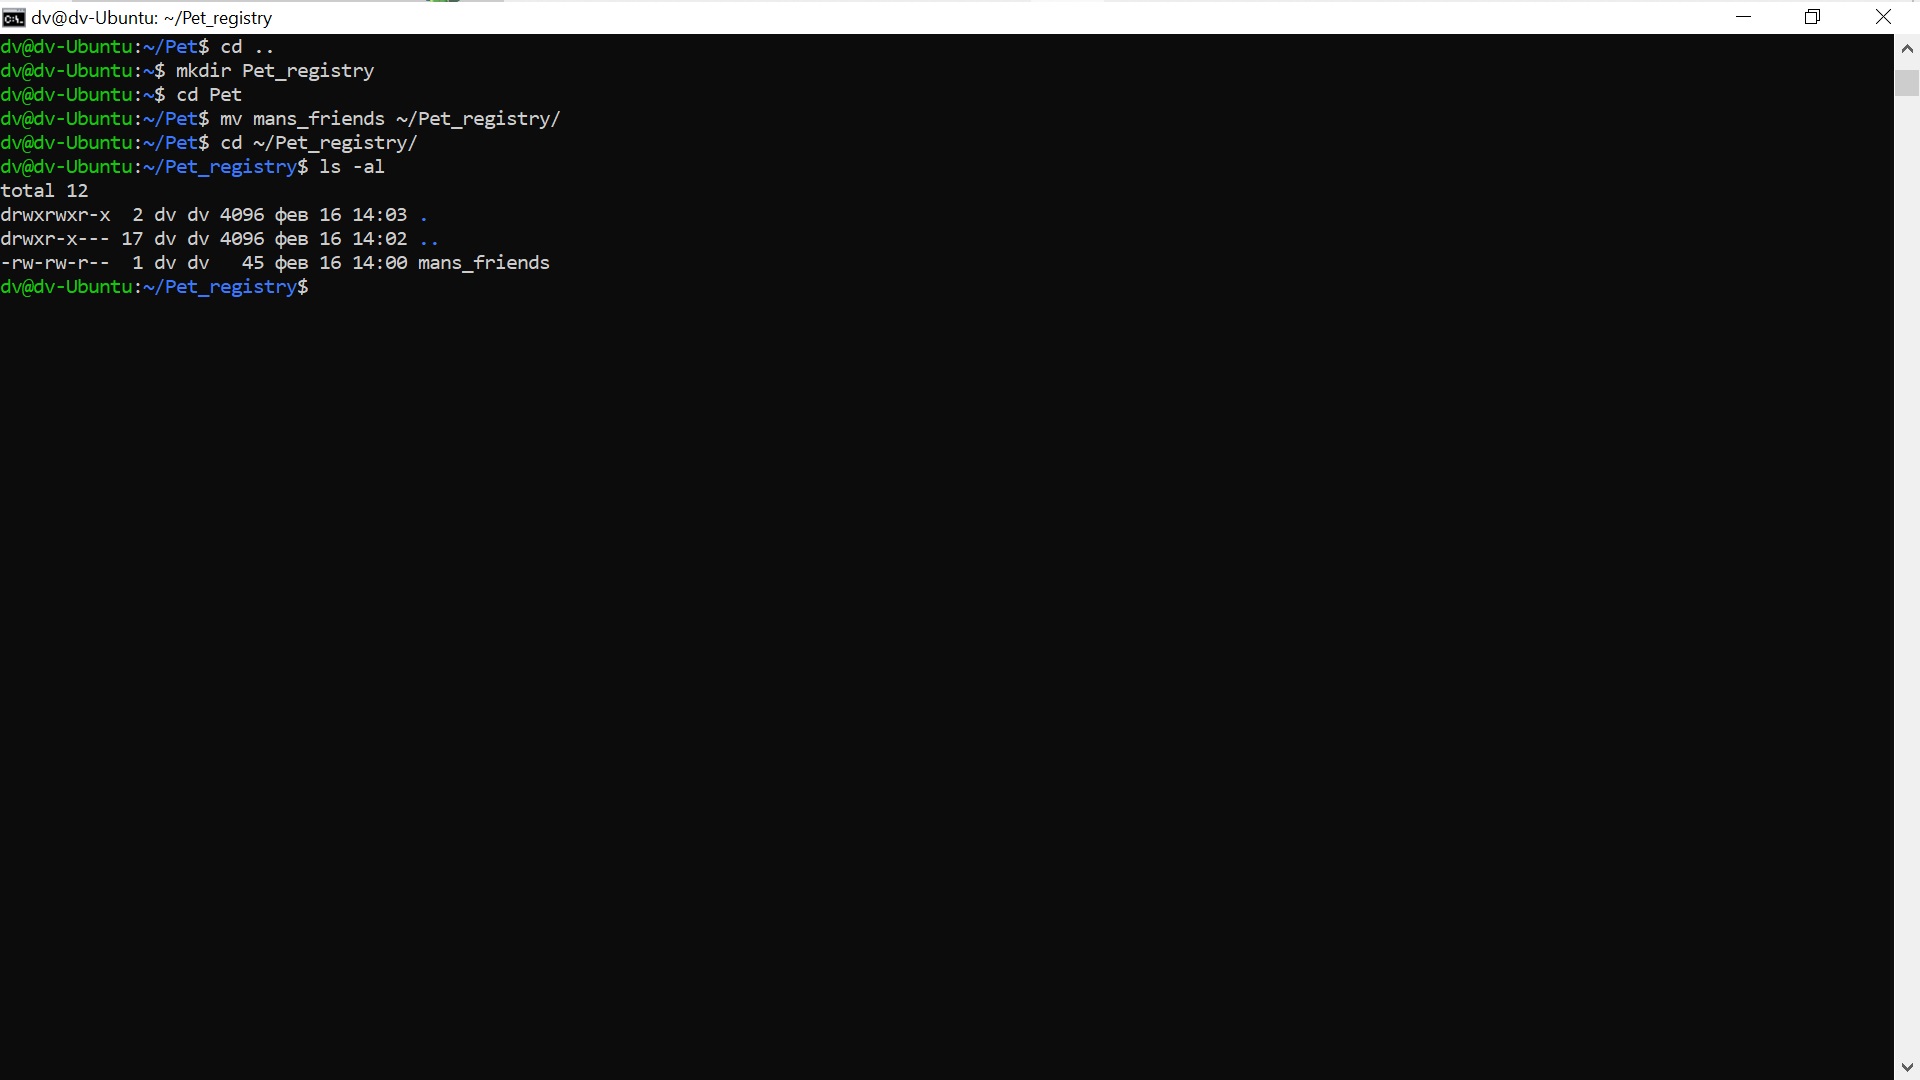 dv@dv-Ubuntu: ~/Pet_registry
dv@dv-Ubuntu:~/Pet$ cd ..
dv@dv-Ubuntu:~$ mkdir Pet_registry
dv@dv-Ubuntu:~$ cd Pet
dv@dv-Ubuntu:~/Pet$ mv mans_friends ~/Pet_registry/
dv@dv-Ubuntu:~/Pet$ cd ~/Pet_registry/
dv@dv-Ubuntu:~/Pet_registry$ ls -al
total 12
drwxrwxr-x  2 dv dv 4096 фев 16 14:03 .
drwxr-x--- 17 dv dv 4096 фев 16 14:02 ..
-rw-rw-r--  1 dv dv   45 фев 16 14:00 mans_friends
dv@dv-Ubuntu:~/Pet_registry$